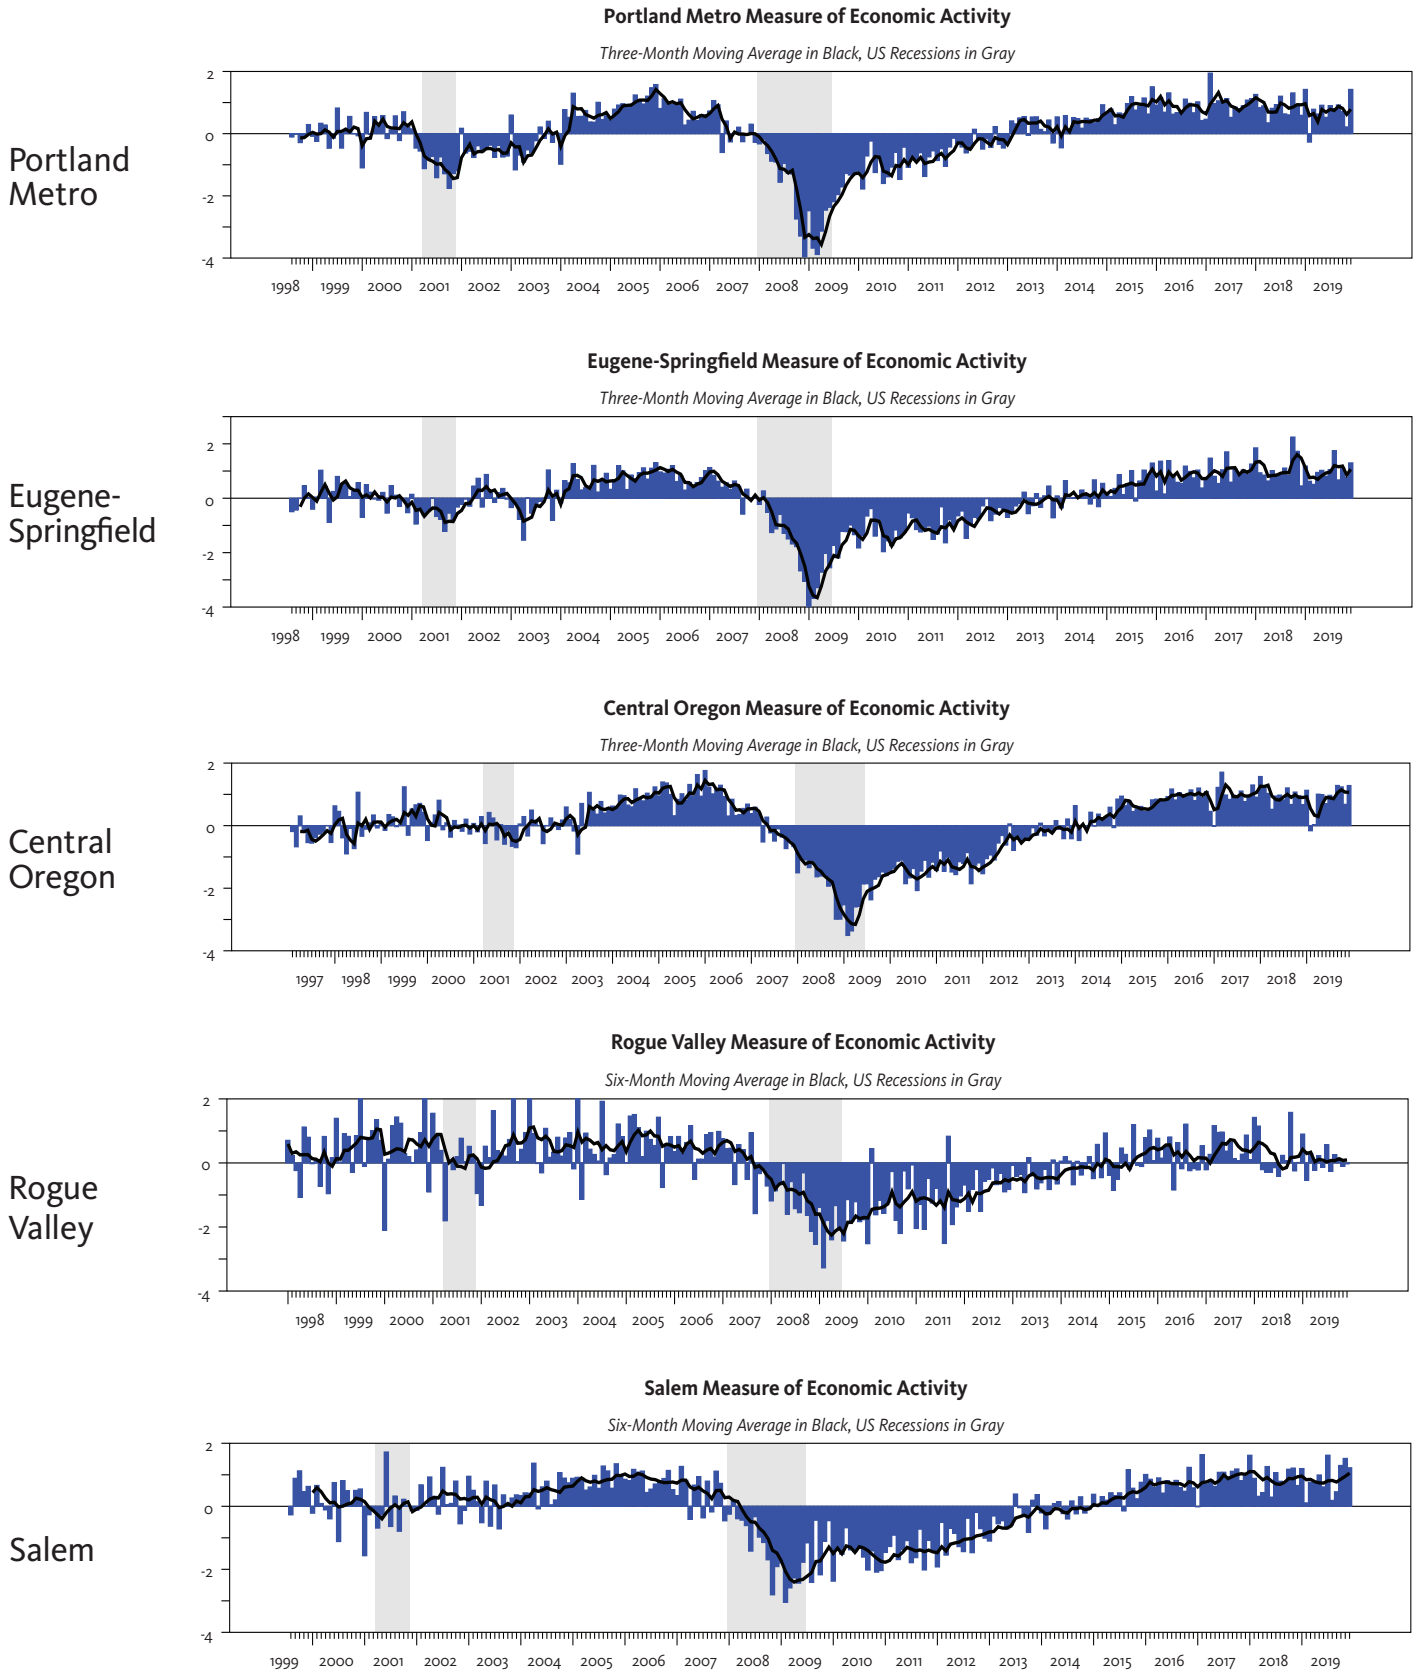 Portland Metro Measure of Economic Activity
Three-Month Moving Average in Black, US Recessions in Gray
Portland
Metro
2
0
-2
-4
1998 1999 2000 2001 2002 2003 2004 2005 2006 2007 2008 2009 2010 2011 2012 2013 2014 2015 2016 2017 2018 2019
Eugene-Springfield Measure of Economic Activity
Three-Month Moving Average in Black, US Recessions in Gray
Eugene-
Springfield
2
0
-2
-4
1998 1999 2000 2001 2002 2003 2004 2005 2006 2007 2008 2009 2010 2011 2012 2013 2014 2015 2016 2017 2018 2019
Central Oregon Measure of Economic Activity
Three-Month Moving Average in Black, US Recessions in Gray
Central
Oregon
2
0
-2
-4
1997 1998 1999 2000 2001 2002 2003 2004 2005 2006 2007 2008 2009 2010 2011 2012 2013 2014 2015 2016 2017 2018 2019
Rogue Valley Measure of Economic Activity
Six-Month Moving Average in Black, US Recessions in Gray
Rogue
Valley
2
0
-2
-4
1998 1999 2000 2001 2002 2003 2004 2005 2006 2007 2008 2009 2010 2011 2012 2013 2014 2015 2016 2017 2018 2019
Salem Measure of Economic Activity
Six-Month Moving Average in Black, US Recessions in Gray
Salem
2
0
-2
-4
1999 2000 2001 2002 2003 2004 2005 2006 2007 2008 2009 2010 2011 2012 2013 2014 2015 2016 2017 2018 2019